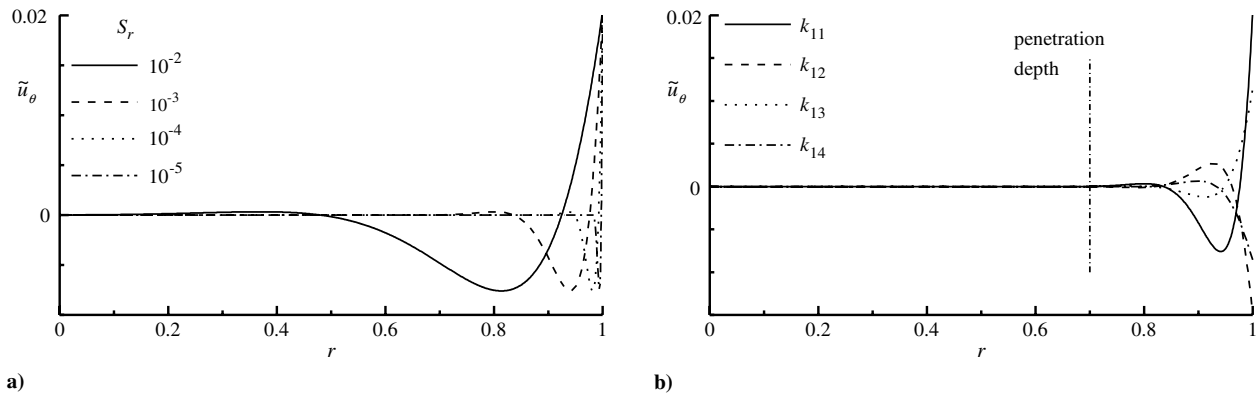 0.02
S_r
10^-2
ũ_θ
10^-3
10^-4
10^-5
0
0 0.2 0.4 0.6 0.8 1
r
a)
0.02
k_11
penetration
depth
k_12
ũ_θ
k_13
k_14
0
0 0.2 0.4 0.6 0.8 1
r
b)